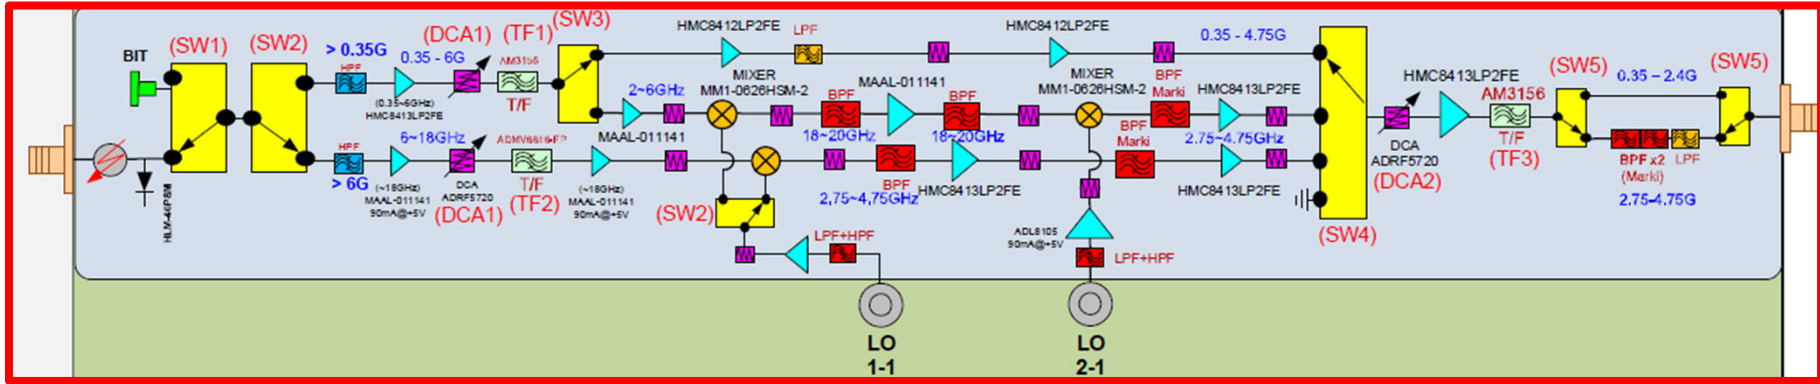 BIT
(SW1)
(SW2)
> 0.35G
HPF
0.35 - 6G
(0.35~6GHz)
HMC8413LP2FE
(DCA1)
(TF1)
AM3156
T/F
(SW3)
HMC8412LP2FE
LPF
HMC8412LP2FE
0.35 - 4.75G
2~6GHz
MAAL-011141
MIXER
MM1-0626HSM-2
BPF
18~20GHz
MAAL-011141
BPF
18~20GHz
MIXER
MM1-0626HSM-2
BPF
Marki
HMC8413LP2FE
HPF
> 6G
6~18GHz
(~18GHz)
MAAL-011141
90mA@+5V
DCA
ADRF5720
(DCA1)
T/F
(TF2)
(~18GHz)
MAAL-011141
90mA@+5V
(SW2)
BPF
2.75~4,75GHz
HMC8413LP2FE
BPF
Marki
2.75~4.75GHz
HMC8413LP2FE
(SW4)
DCA
ADRF5720
(DCA2)
HMC8413LP2FE
AM3156
T/F
(TF3)
(SW5)
0.35 – 2.4G
(SW5)
BPF x2
(Marki)
LPF
2.75-4.75G
LPF+HPF
ADL8105
90mA@+5V
LPF+HPF
LO
1-1
LO
2-1